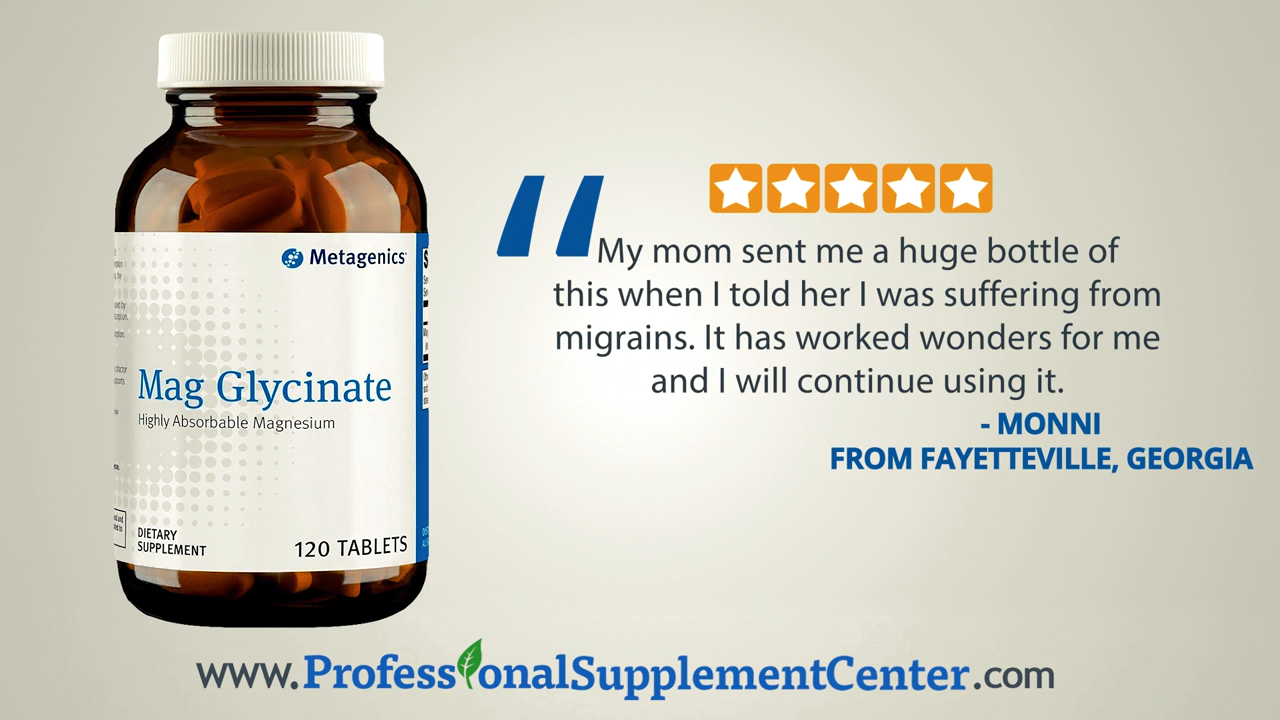 Metagenics
Mag Glycinate
Highly Absorbable Magnesium
DIETARY
SUPPLEMENT
120 TABLETS
“My mom sent me a huge bottle of
this when I told her I was suffering from
migrains. It has worked wonders for me
and I will continue using it.
- MONNI
FROM FAYETTEVILLE, GEORGIA
www.ProfessionalSupplementCenter.com